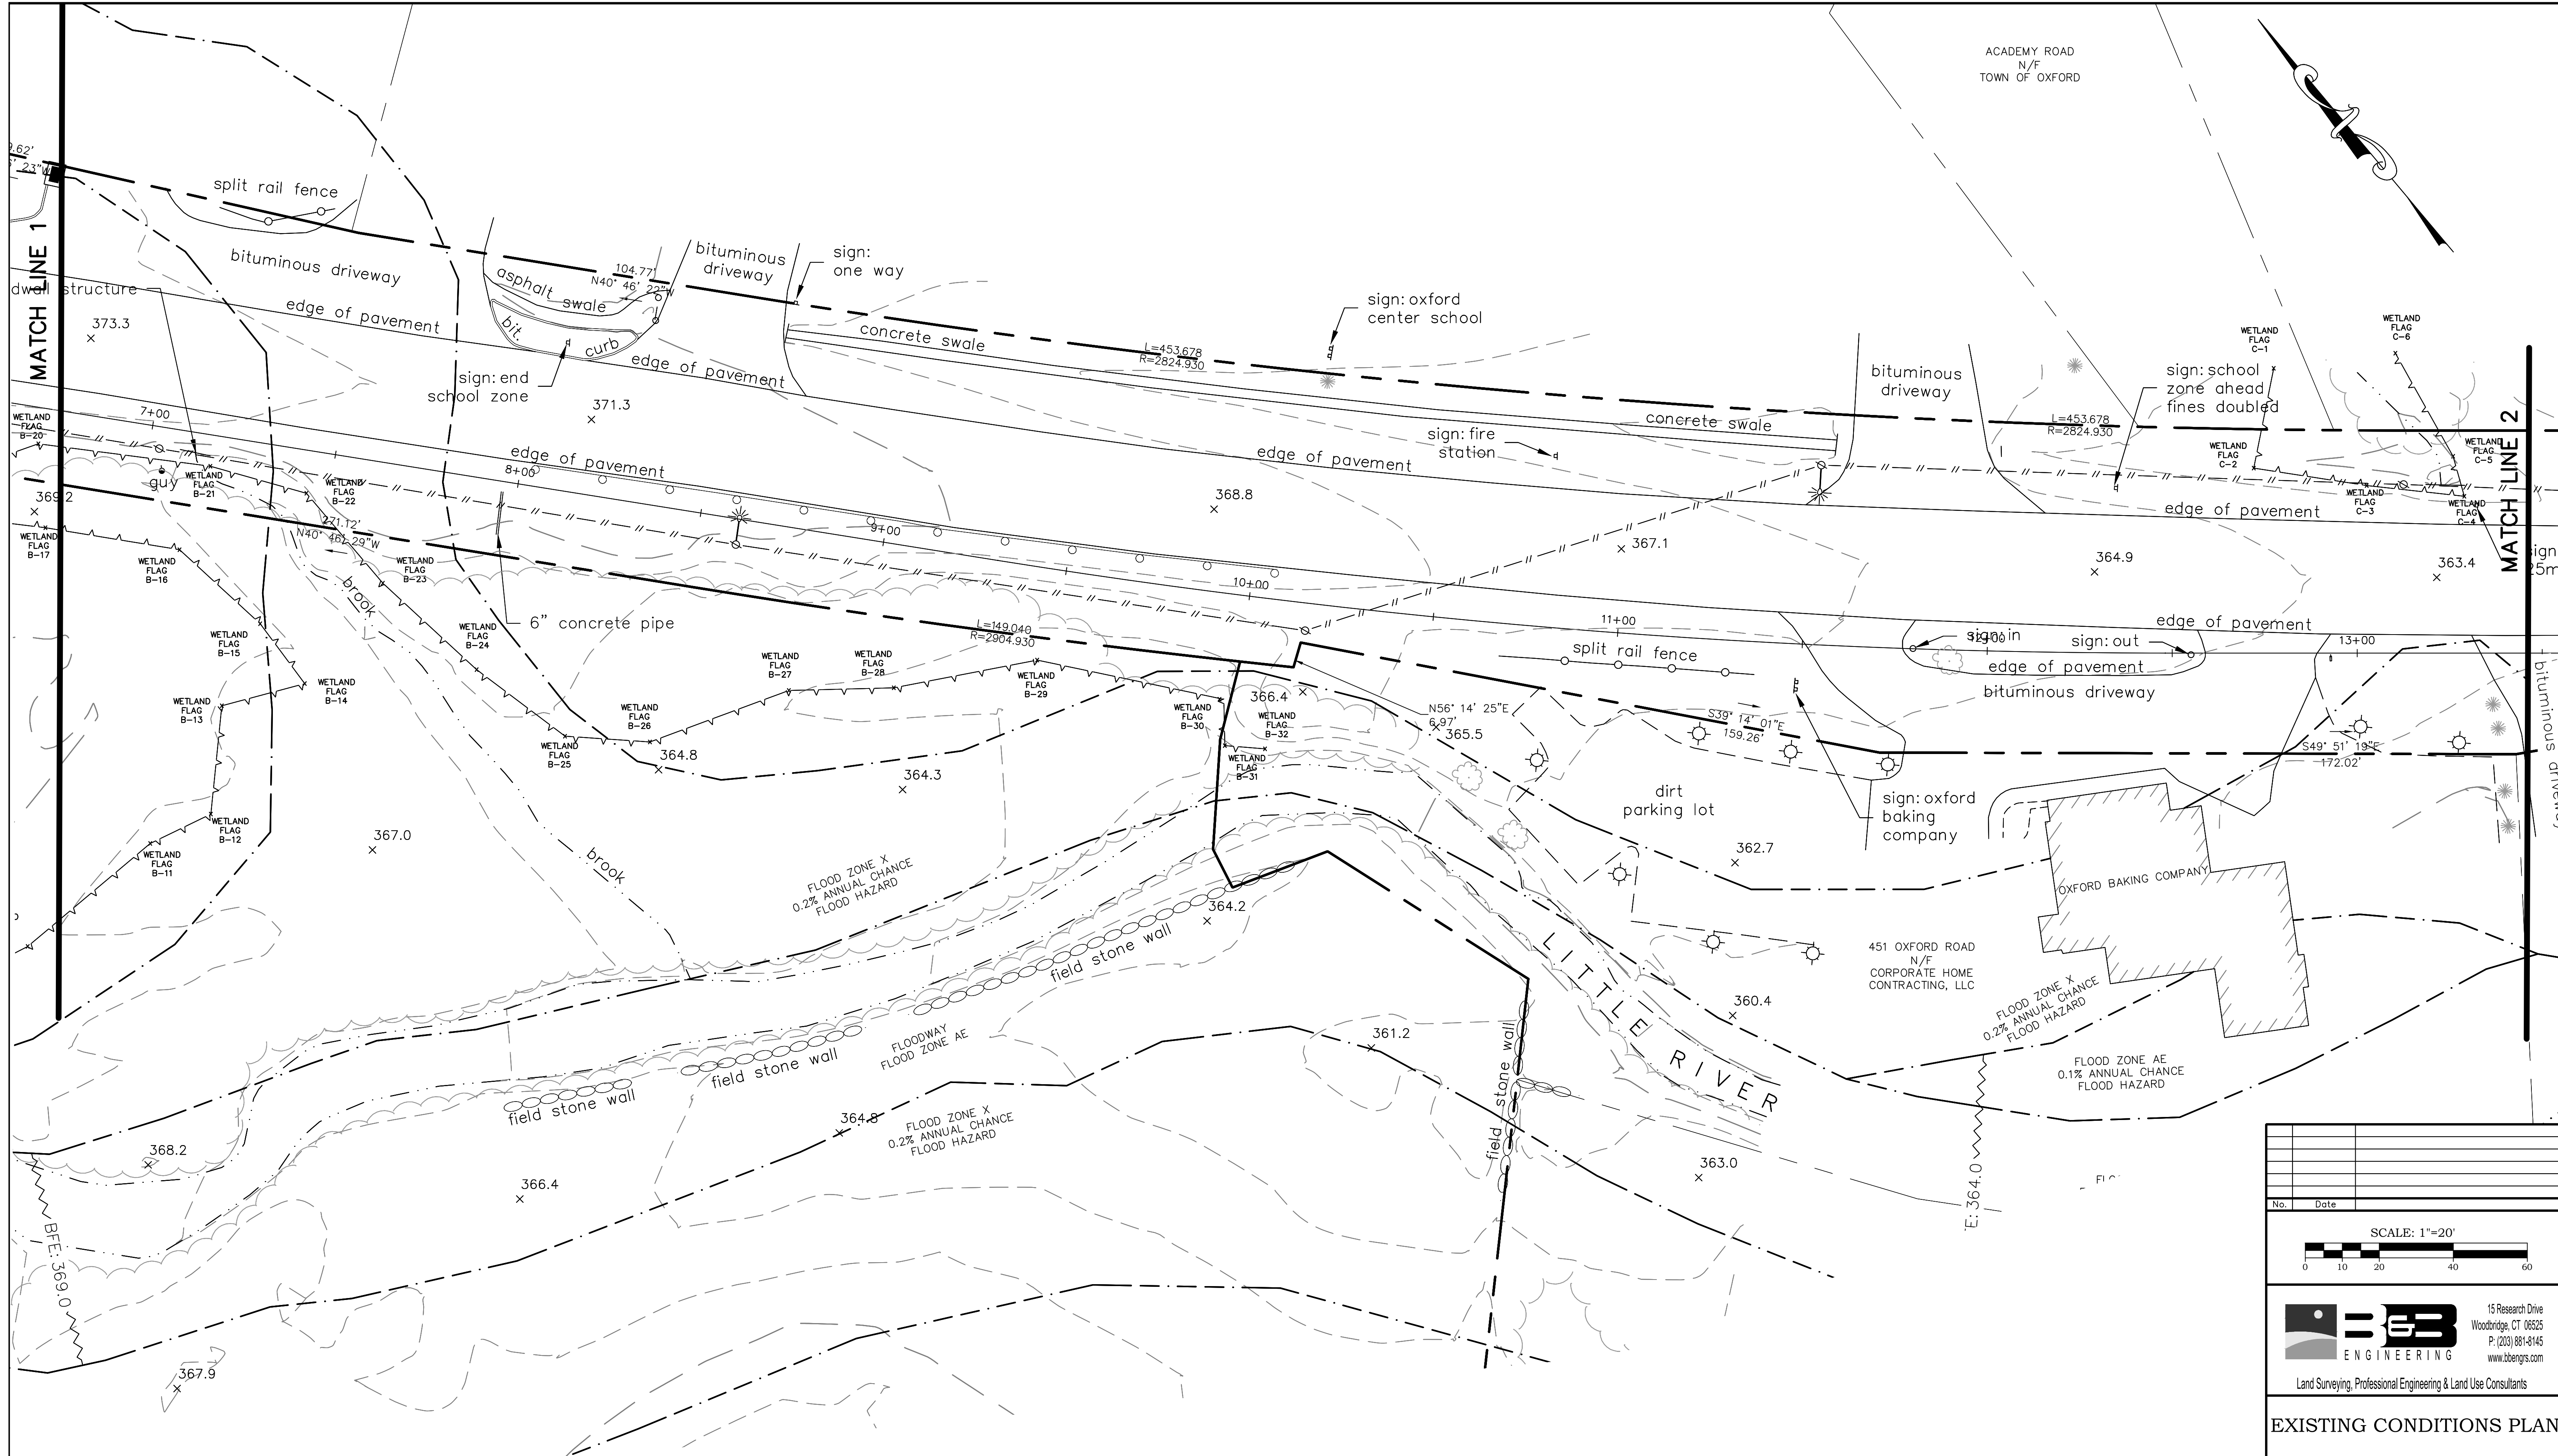 ACADEMY ROAD
N/F
TOWN OF OXFORD
9.62'
23"W
MATCH LINE 1
split rail fence
bituminous driveway
dwall structure
edge of pavement
373.3
asphalt swale
104.77'
N40° 46' 22"W
bit.
curb
bituminous
driveway
sign:
one way
sign: end
school zone
edge of pavement
371.3
concrete swale
L=453.678
R=2824.930
sign: oxford
center school
sign: fire
station
concrete swale
bituminous
driveway
L=453.678
R=2824.930
sign: school
zone ahead
fines doubled
WETLAND
FLAG
C-1
WETLAND
FLAG
C-6
WETLAND
FLAG
C-2
WETLAND
FLAG
C-5
WETLAND
FLAG
C-3
WETLAND
FLAG
C-4
MATCH LINE 2
7+00
WETLAND
FLAG
B-20
guy
WETLAND
FLAG
B-21
WETLAND
FLAG
B-22
8+00
edge of pavement
9+00
368.8
edge of pavement
edge of pavement
369.2
271.12'
N40° 46' 29"W
WETLAND
FLAG
B-17
WETLAND
FLAG
B-16
WETLAND
FLAG
B-23
brook
6" concrete pipe
10+00
367.1
364.9
363.4
sign
25m
WETLAND
FLAG
B-15
WETLAND
FLAG
B-24
L=149.040
R=2904.930
11+00
split rail fence
sign: in
12+00
sign: out
edge of pavement
13+00
edge of pavement
bituminous driveway
WETLAND
FLAG
B-13
WETLAND
FLAG
B-14
WETLAND
FLAG
B-27
WETLAND
FLAG
B-28
WETLAND
FLAG
B-29
WETLAND
FLAG
B-30
366.4
WETLAND
FLAG
B-32
N56° 14' 25"E
6.97'
365.5
S39° 14' 01"E
159.26'
S49° 51' 19"E
172.02'
bituminous driveway
WETLAND
FLAG
B-25
WETLAND
FLAG
B-26
364.8
364.3
WETLAND
FLAG
B-31
dirt
parking lot
sign: oxford
baking
company
WETLAND
FLAG
B-12
WETLAND
FLAG
B-11
367.0
brook
FLOOD ZONE X
0.2% ANNUAL CHANCE
FLOOD HAZARD
362.7
OXFORD BAKING COMPANY
364.2
field stone wall
LITTLE RIVER
451 OXFORD ROAD
N/F
CORPORATE HOME
CONTRACTING, LLC
360.4
FLOOD ZONE X
0.2% ANNUAL CHANCE
FLOOD HAZARD
FLOODWAY
FLOOD ZONE AE
361.2
field stone wall
field stone wall
field stone wall
FLOOD ZONE AE
0.1% ANNUAL CHANCE
FLOOD HAZARD
364.8
FLOOD ZONE X
0.2% ANNUAL CHANCE
FLOOD HAZARD
368.2
366.4
363.0
E: 364.0
BFE: 369.0
367.9
No.
Date
SCALE: 1"=20'
0 10 20 40 60
B&B
ENGINEERING
15 Research Drive
Woodbridge, CT 06525
P: (203) 881-8145
www.bbengrs.com
Land Surveying, Professional Engineering & Land Use Consultants
EXISTING CONDITIONS PLAN